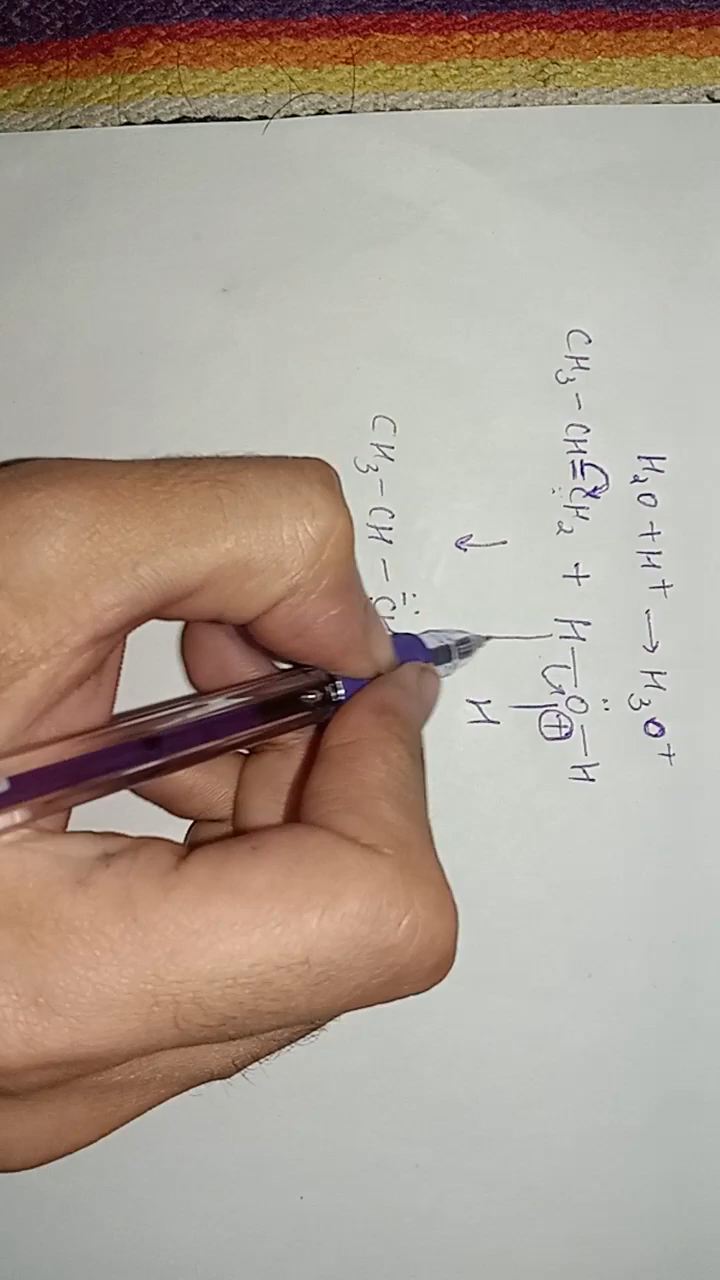 H₂O + H⁺ → H₃O⁺
CH₃ - CH = CH₂ + H - Ö - H
⊕
H
↓
CH₃ - CH -